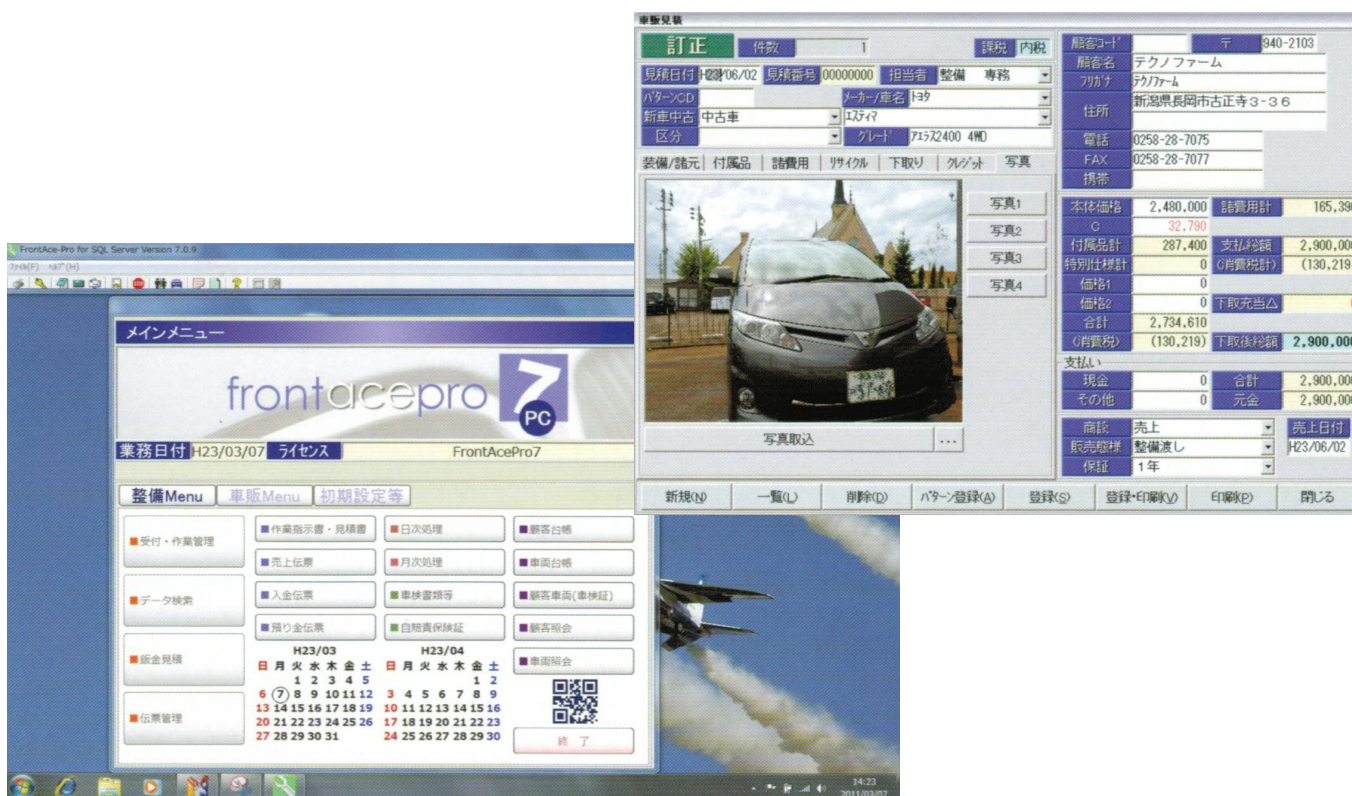 車販見積
訂正 件数 1 課税 内税
見積日付 H23/06/02 見積番号 00000000 担当者 整備 専務
パターンCD メーカー/車名 トヨタ
新車中古 中古車 エスティマ
区分 グレード アエラス2400 4WD
装備/諸元 付属品 諸費用 リサイクル 下取り クレジット 写真
写真1
写真2
写真3
写真4
写真取込 ...
顧客コード 〒 940-2103
顧客名 テクノファーム
フリガナ テクノファーム
住所 新潟県長岡市古正寺3-36
電話 0258-28-7075
FAX 0258-28-7077
携帯
本体価格 2,480,000 諸費用計 165,390
C 32,790
付属品計 287,400 支払総額 2,900,000
特別仕様計 0 (消費税計) (130,219)
価格1 0
価格2 0 下取充当△
合計 2,734,610
(消費税) (130,219) 下取後総額 2,900,000
支払い
現金 0 合計 2,900,000
その他 0 元金 2,900,000
商談 売上 売上日付
販売態様 整備渡し H23/06/02
保証 1年
新規(N) 一覧(L) 削除(D) パターン登録(A) 登録(S) 登録・印刷(V) 印刷(P) 閉じる
FrontAce-Pro for SQL Server Version 7.0.9
ファイル(F) ヘルプ(H)
メインメニュー
frontacepro 7 PC
業務日付 H23/03/07 ライセンス FrontAcePro7
整備Menu 車販Menu 初期設定等
受付・作業管理
データ検索
鈑金見積
伝票管理
作業指示書・見積書
売上伝票
入金伝票
預り金伝票
日次処理
月次処理
車検書類等
自賠責保険証
顧客台帳
車両台帳
顧客車両(車検証)
顧客照会
車両照会
終 了
H23/03
日 月 火 水 木 金 土
1 2 3 4 5
6 7 8 9 10 11 12
13 14 15 16 17 18 19
20 21 22 23 24 25 26
27 28 29 30 31
H23/04
日 月 火 水 木 金 土
1 2
3 4 5 6 7 8 9
10 11 12 13 14 15 16
17 18 19 20 21 22 23
24 25 26 27 28 29 30
14:23
2011/03/07